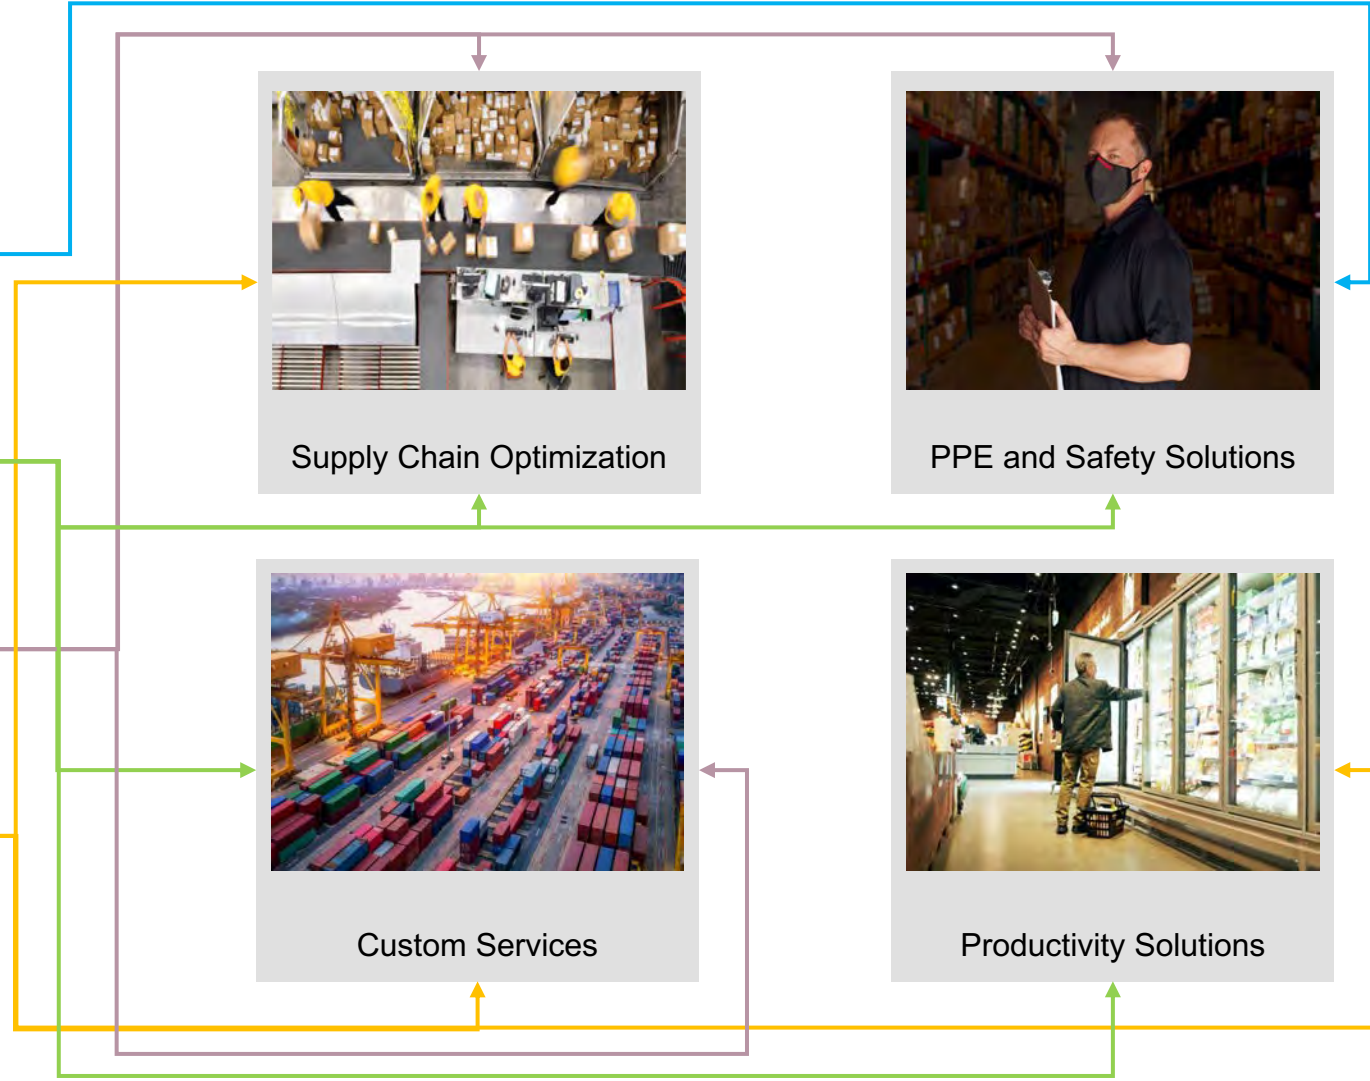 Supply Chain Optimization
PPE and Safety Solutions
Custom Services
Productivity Solutions